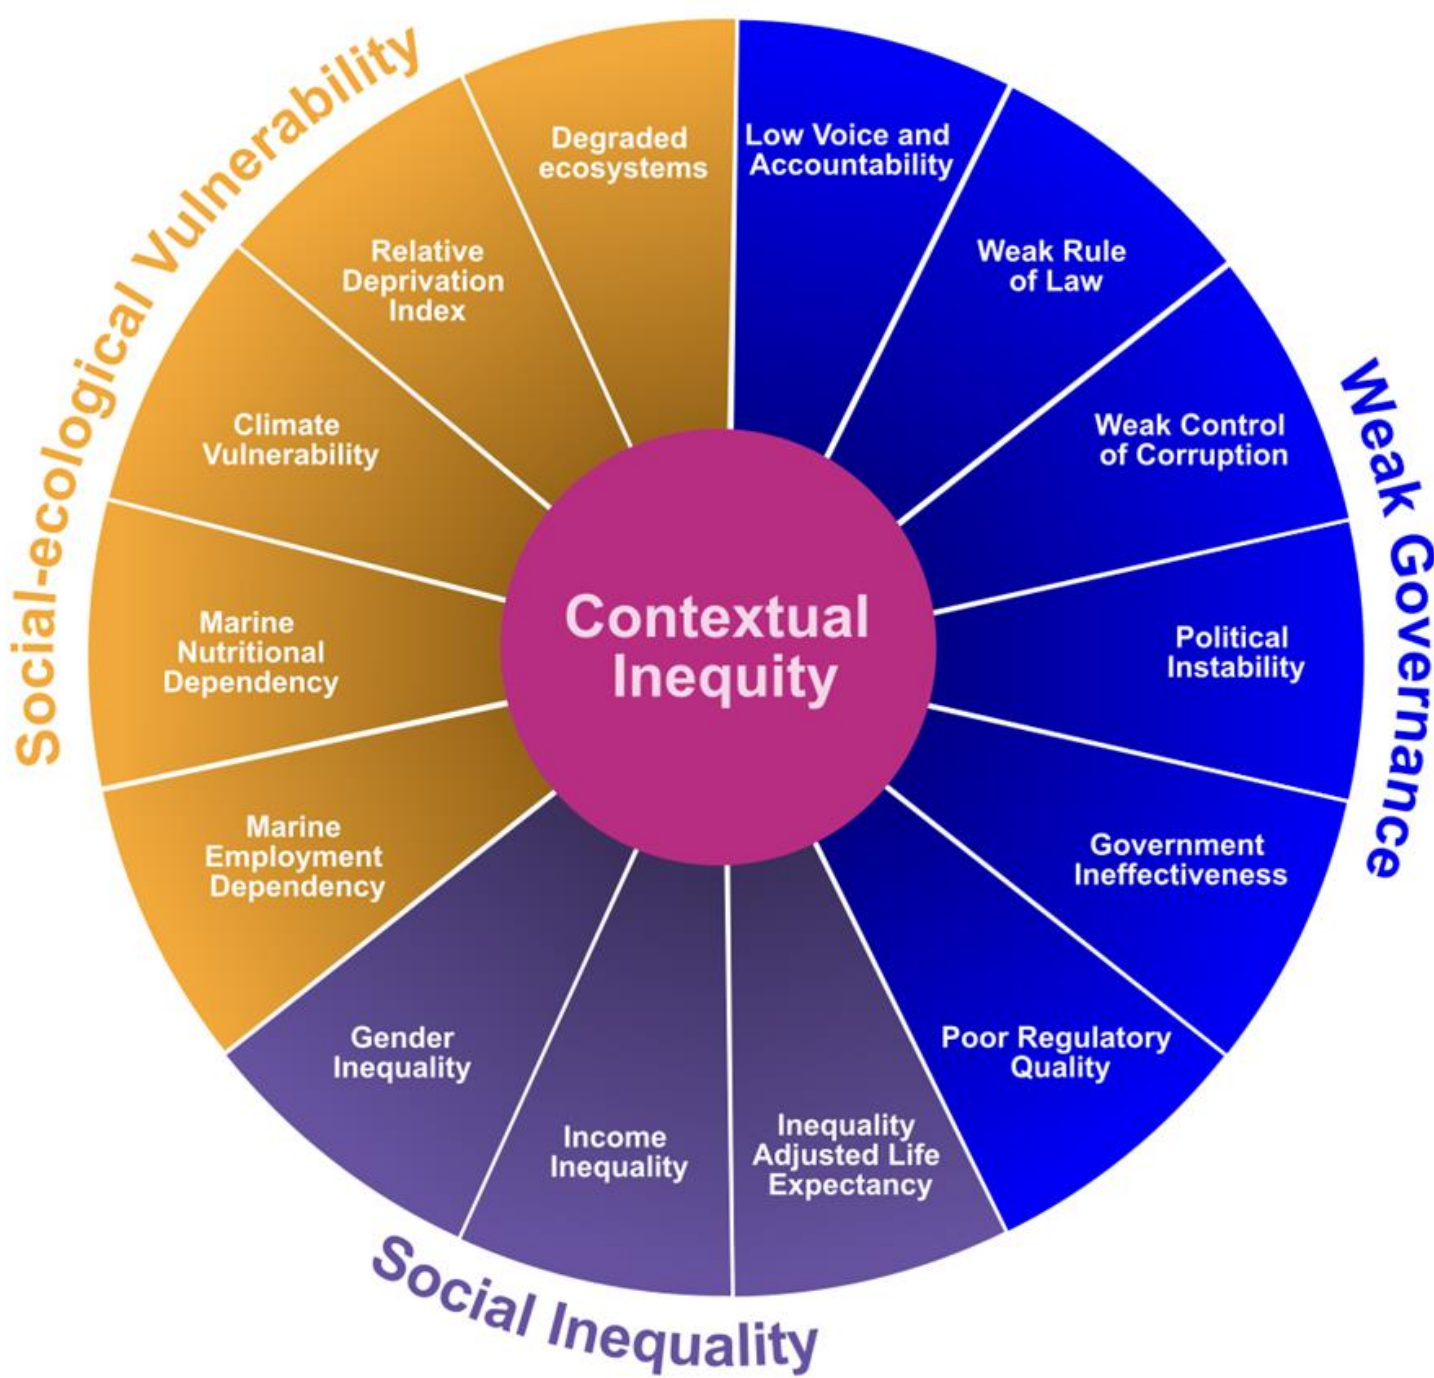 Social-ecological Vulnerability
Degraded
ecosystems
Low Voice and
Accountability
Relative
Deprivation
Index
Weak Rule
of Law
Climate
Vulnerability
Weak Control
of Corruption
Weak Governance
Contextual
Inequity
Marine
Nutritional
Dependency
Political
Instability
Marine
Employment
Dependency
Government
Ineffectiveness
Gender
Inequality
Poor Regulatory
Quality
Income
Inequality
Inequality
Adjusted Life
Expectancy
Social Inequality